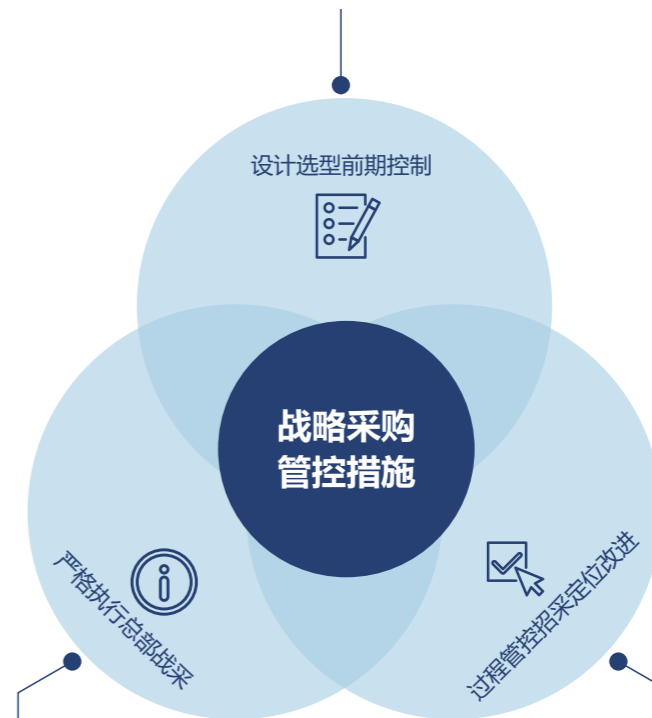 设计选型前期控制
战略采购
管控措施
严格执行总部战采
过程管控招采定位改进